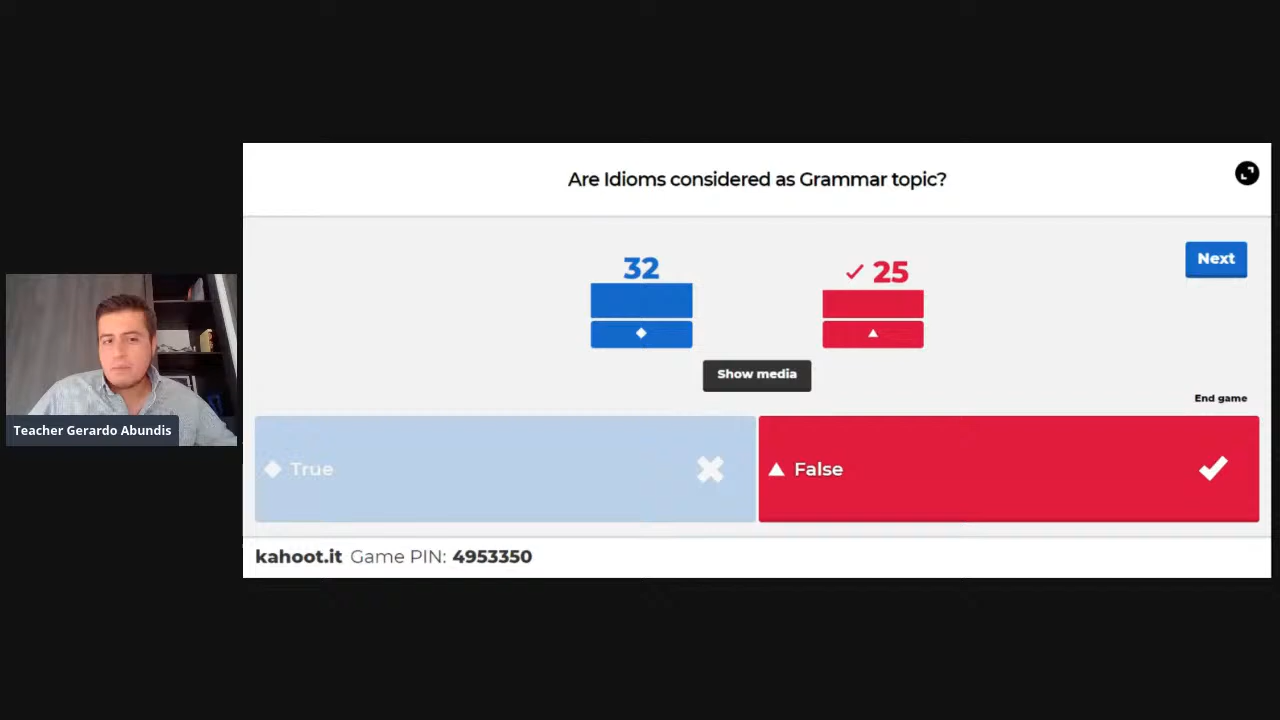 Are Idioms considered as Grammar topic?
Next
32
25
Show media
End game
Teacher Gerardo Abundis
True
False
kahoot.it Game PIN: 4953350